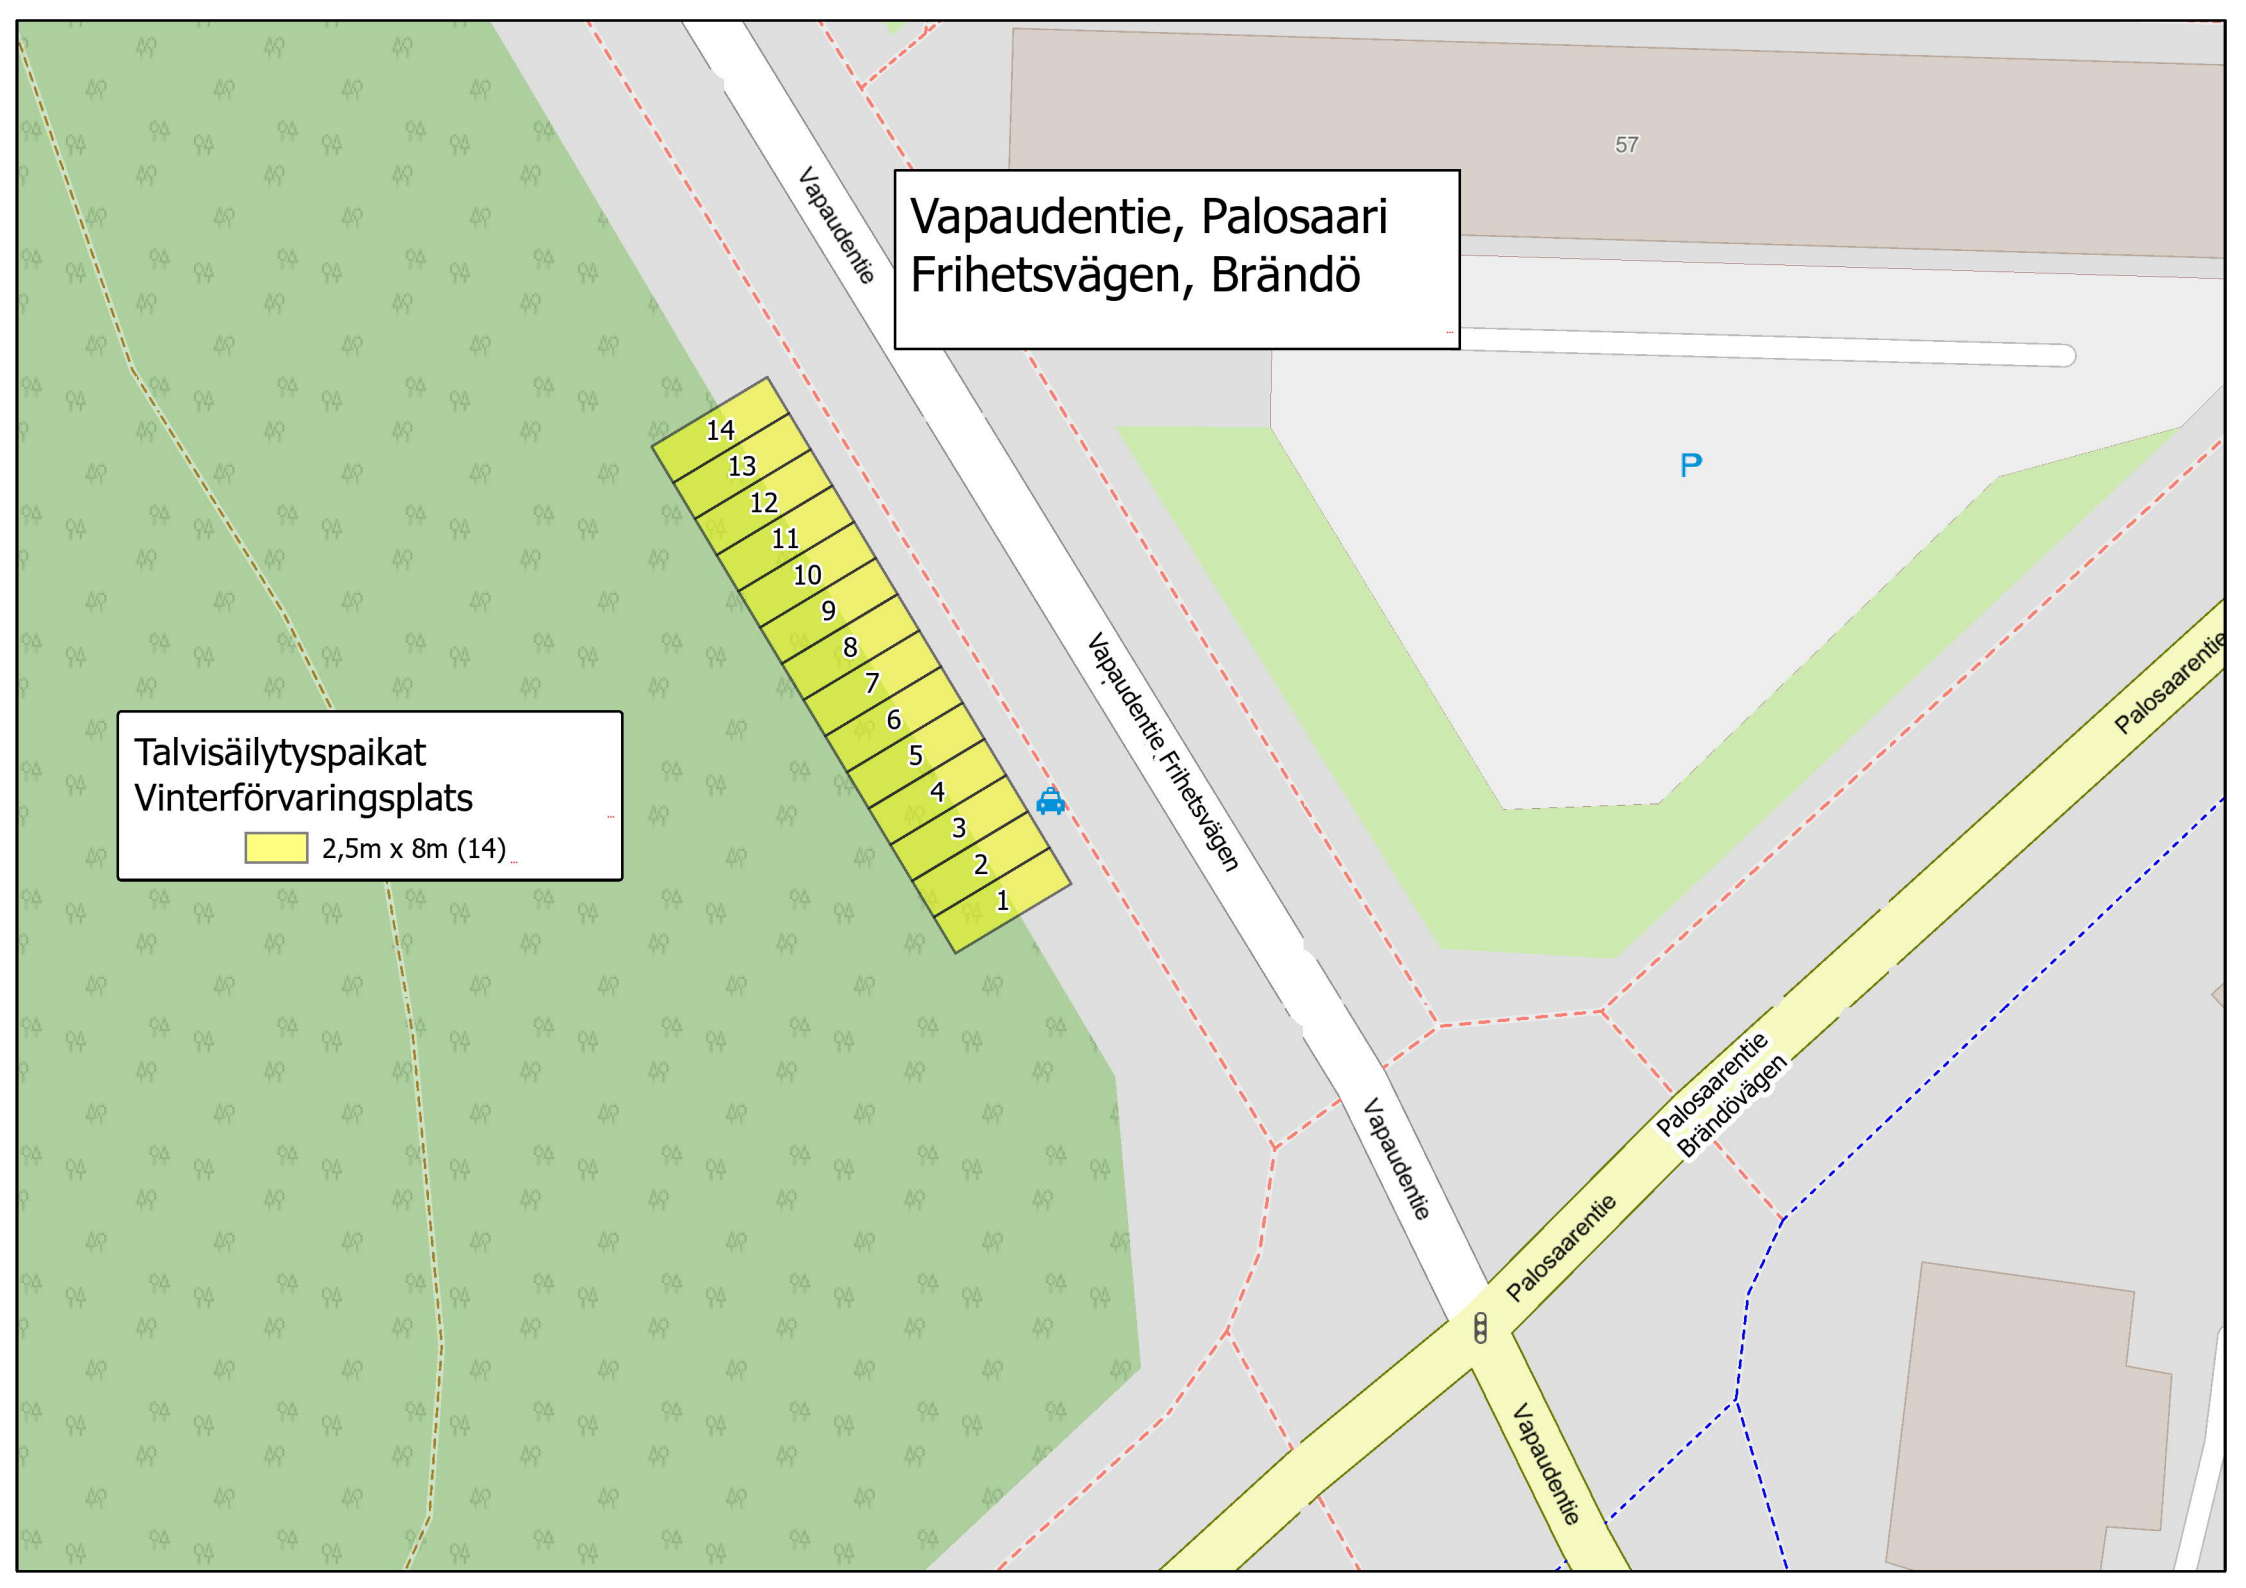 57
Vapaudentie
Vapaudentie, Palosaari
Frihetsvägen, Brändö
...
P
14
13
12
11
10
9
8
7
6
5
4
3
2
1
Vapaudentie
Frihetsvägen
Palosaarentie
Talvisäilytyspaikat
Vinterförvaringsplats
...
2,5m x 8m (14)
...
Palosaarentie
Brändövägen
Vapaudentie
Palosaarentie
Vapaudentie